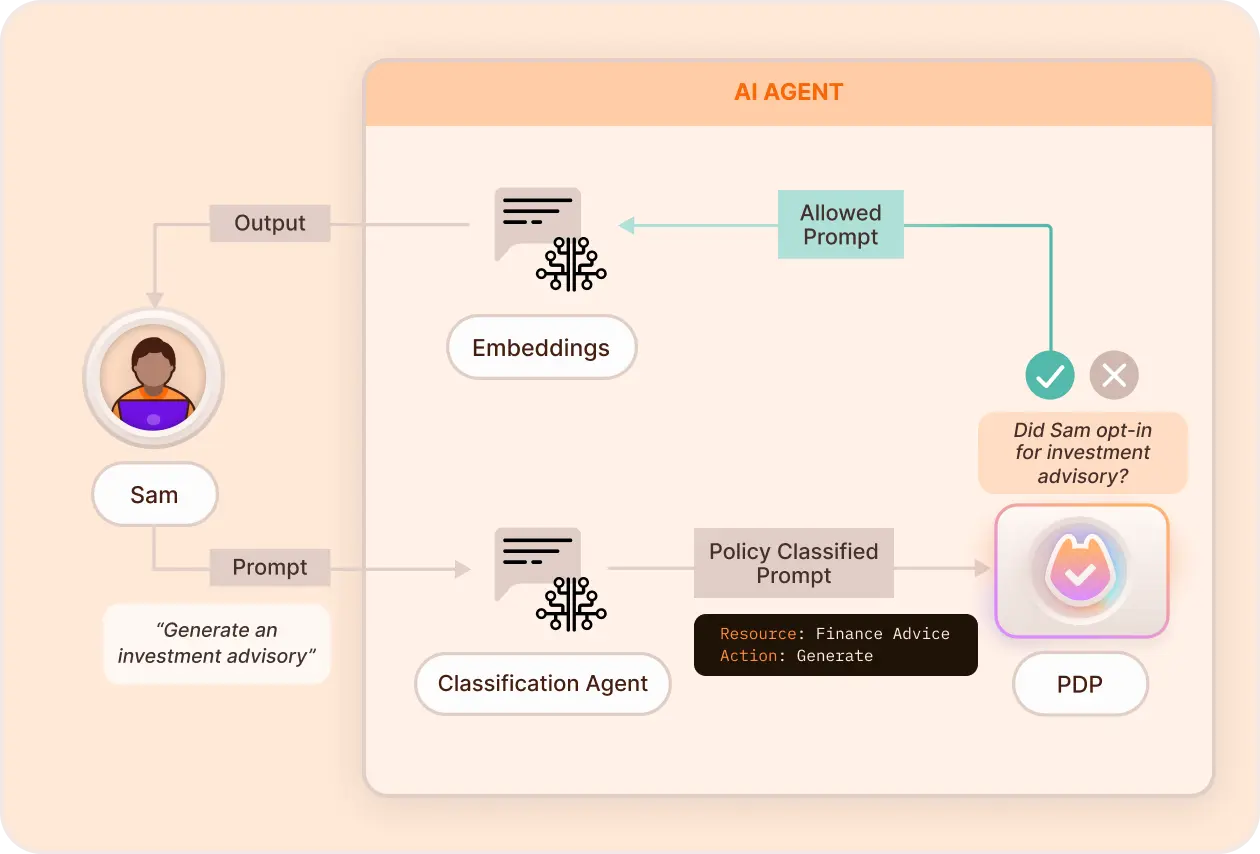 AI AGENT
Output
Allowed
Prompt
Embeddings
Did Sam opt-in
for investment
advisory?
Sam
Prompt
“Generate an
investment advisory”
Policy Classified
Prompt
Resource: Finance Advice
Action: Generate
Classification Agent
PDP